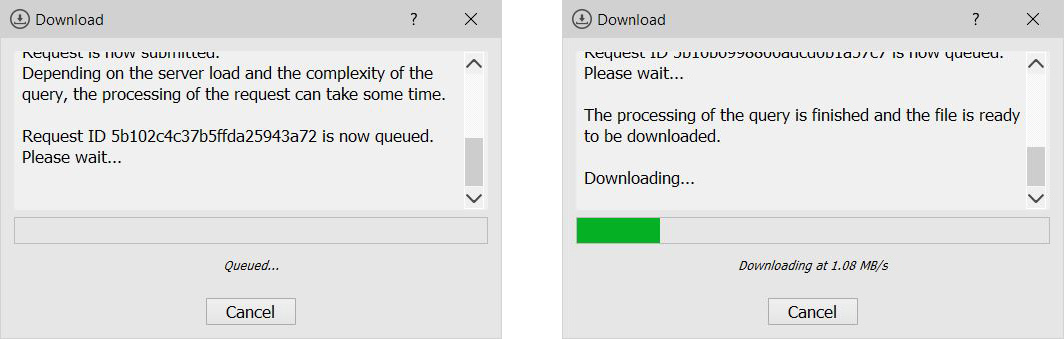 Download
?
Request is now submitted.
Depending on the server load and the complexity of the
query, the processing of the request can take some time.
Request ID 5b102c4c37b5ffda25943a72 is now queued.
Please wait...
Queued...
Cancel
Download
?
Request ID is now queued.
Please wait...
The processing of the query is finished and the file is ready
to be downloaded.
Downloading...
Downloading at 1.08 MB/s
Cancel